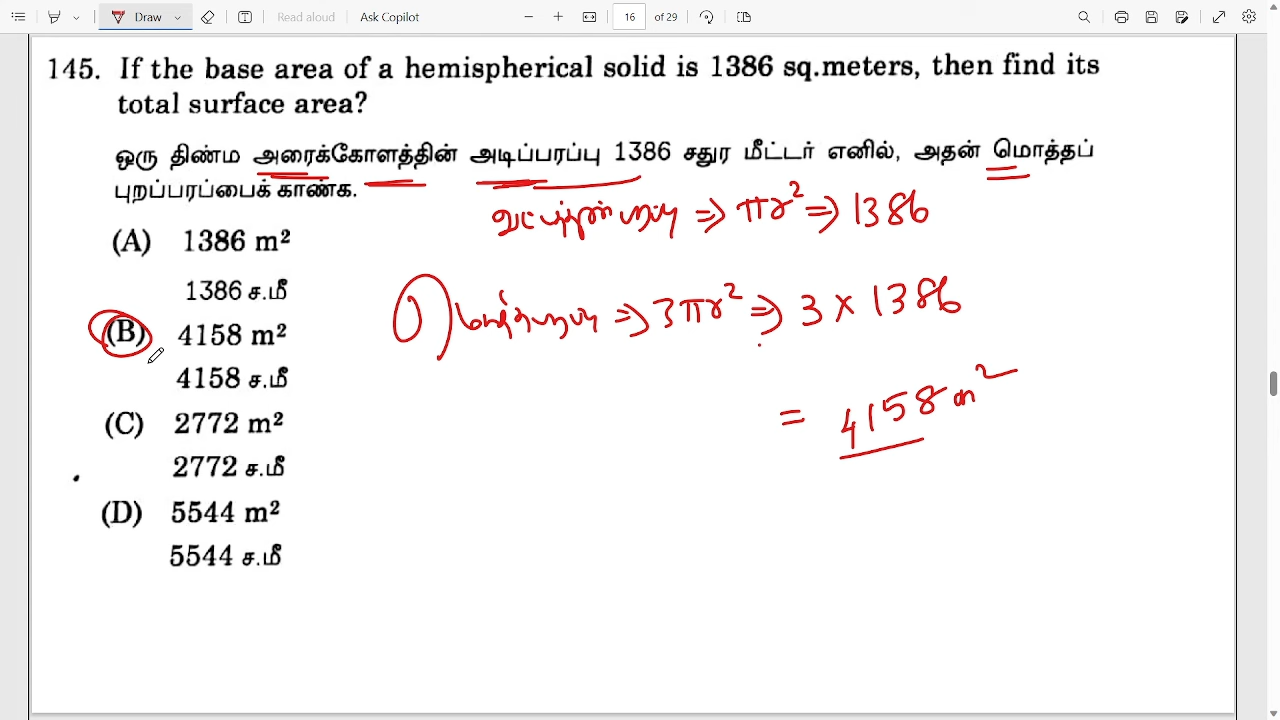 Draw
Read aloud
Ask Copilot
16 of 29
145. If the base area of a hemispherical solid is 1386 sq.meters, then find its
total surface area?
ஒரு திண்ம அரைக்கோளத்தின் அடிப்பரப்பு 1386 சதுர மீட்டர் எனில், அதன் மொத்தப்
புறப்பரப்பைக் காண்க.
⇒ πr² ⇒ 1386
(A) 1386 m²
1386 ச.மீ
⇒ 3πr² ⇒ 3 × 1386
(B) 4158 m²
4158 ச.மீ
= 4158 m²
(C) 2772 m²
2772 ச.மீ
(D) 5544 m²
5544 ச.மீ